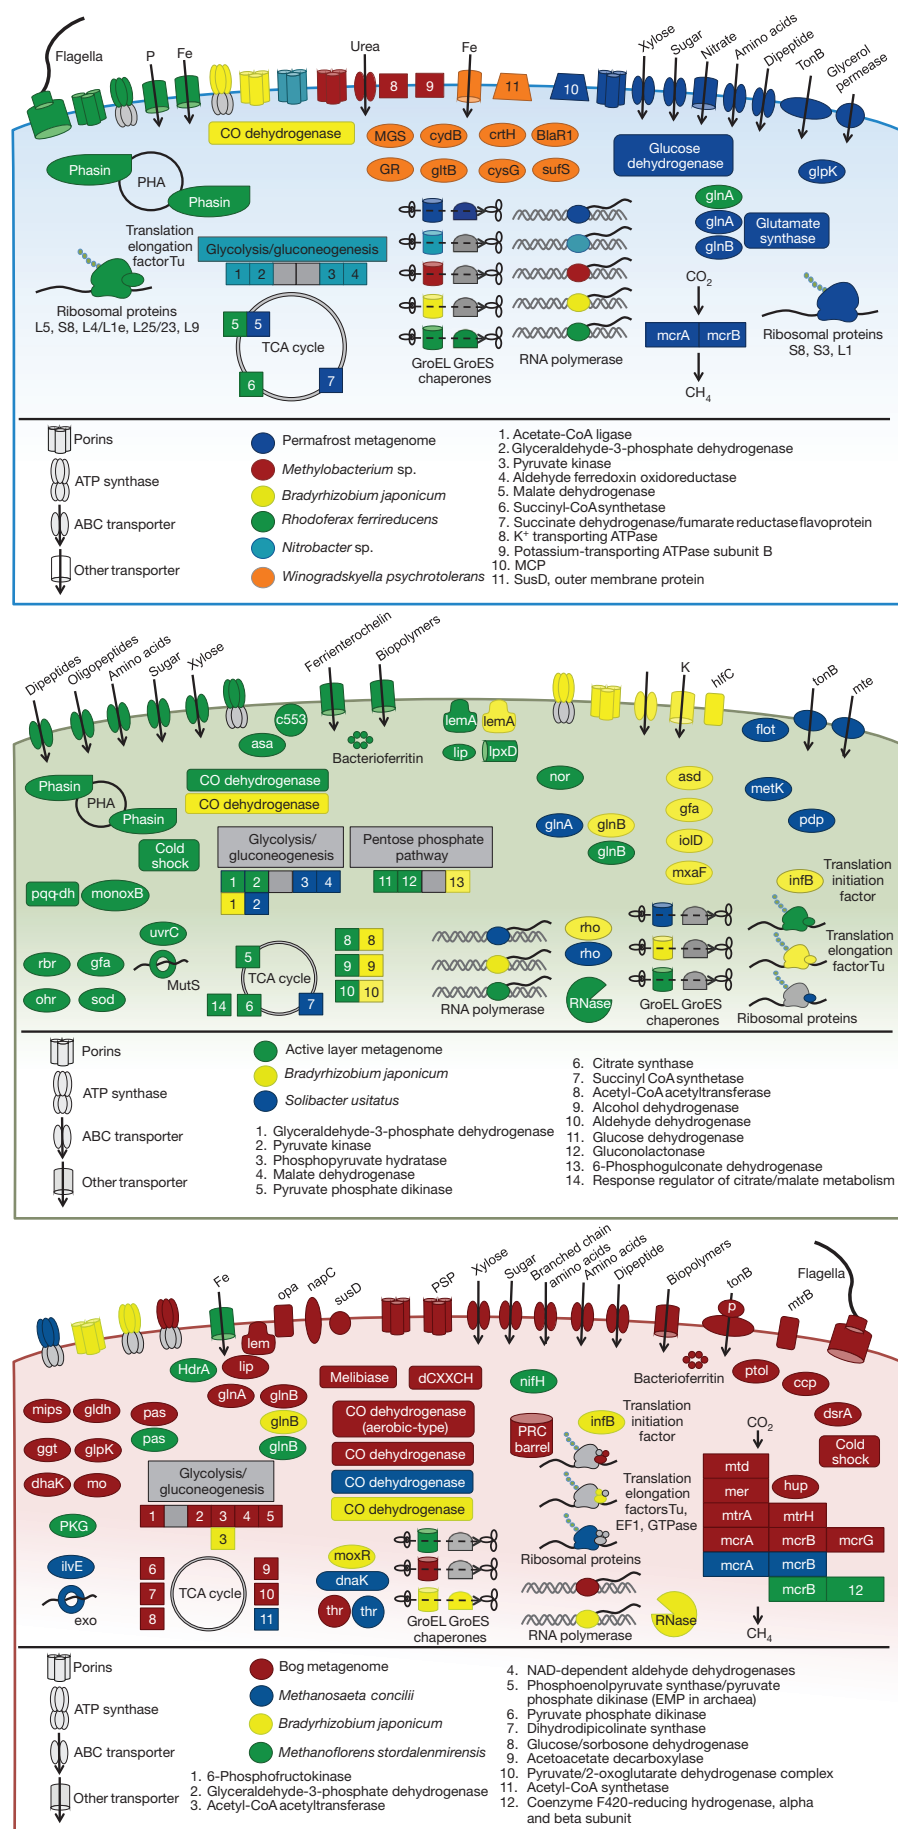 Flagella
P
Fe
Urea
Fe
Xylose
Sugar
Nitrate
Amino acids
Dipeptide
TonB
Glycerol
permease
8
9
11
10
CO dehydrogenase
MGS
cydB
crtH
BlaR1
GR
gltB
cysG
sufS
Glucose
dehydrogenase
glpK
Phasin
PHA
Phasin
glnA
glnA
glnB
Glutamate
synthase
Translation
elongation
factorTu
Glycolysis/gluconeogenesis
1 2 3 4
Ribosomal proteins
L5, S8, L4/L1e, L25/23, L9
5 5
TCA cycle
6
7
GroEL GroES
chaperones
RNA polymerase
CO2
mcrA mcrB
CH4
Ribosomal proteins
S8, S3, L1
Porins
ATP synthase
ABC transporter
Other transporter
Permafrost metagenome
Methylobacterium sp.
Bradyrhizobium japonicum
Rhodoferax ferrireducens
Nitrobacter sp.
Winogradskyella psychrotolerans
1. Acetate-CoA ligase
2. Glyceraldehyde-3-phosphate dehydrogenase
3. Pyruvate kinase
4. Aldehyde ferredoxin oxidoreductase
5. Malate dehydrogenase
6. Succinyl-CoA synthetase
7. Succinate dehydrogenase/fumarate reductase flavoprotein
8. K+ transporting ATPase
9. Potassium-transporting ATPase subunit B
10. MCP
11. SusD, outer membrane protein
Dipeptides
Oligopeptides
Amino acids
Sugar
Xylose
Ferrienterochelin
Biopolymers
K
hlfC
tonB
mte
c553
asa
Bacterioferritin
lemA
lemA
lip
lpxD
flot
Phasin
PHA
Phasin
CO dehydrogenase
CO dehydrogenase
nor
asd
metK
gfa
glnA
glnB
glnB
pdp
iolD
mxaF
Cold
shock
Glycolysis/
gluconeogenesis
1 2 3 4
1 2
Pentose phosphate
pathway
11 12 13
pqq-dh
monoxB
infB
Translation
initiation
factor
uvrC
MutS
rbr
gfa
ohr
sod
5
TCA cycle
14 6
7
8 8
9 9
10 10
RNA polymerase
rho
rho
RNase
GroEL GroES
chaperones
Translation
elongation
factorTu
Ribosomal proteins
Porins
ATP synthase
ABC transporter
Other transporter
Active layer metagenome
Bradyrhizobium japonicum
Solibacter usitatus
1. Glyceraldehyde-3-phosphate dehydrogenase
2. Pyruvate kinase
3. Phosphopyruvate hydratase
4. Malate dehydrogenase
5. Pyruvate phosphate dikinase
6. Citrate synthase
7. Succinyl CoA synthetase
8. Acetyl-CoA acetyltransferase
9. Alcohol dehydrogenase
10. Aldehyde dehydrogenase
11. Glucose dehydrogenase
12. Gluconolactonase
13. 6-Phosphogulconate dehydrogenase
14. Response regulator of citrate/malate metabolism
Fe
opa
napC
susD
PSP
Xylose
Sugar
Branched chain
amino acids
Amino acids
Dipeptide
Biopolymers
tonB
p
mtrB
Flagella
lem
HdrA
lip
glnA
glnB
glnB
glnB
Melibiase
dCXXCH
nifH
Bacterioferritin
ptol
ccp
mips
gldh
pas
pas
ggt
glpK
dhaK
mo
CO dehydrogenase
(aerobic-type)
CO dehydrogenase
CO dehydrogenase
CO dehydrogenase
PRC
barrel
infB
Translation
initiation
factor
Translation
elongation
factorsTu,
EF1, GTPase
Ribosomal proteins
dsrA
Cold
shock
CO2
mtd
mer
hup
mtrA mtrH
mcrA mcrB mcrG
mcrA mcrB
mcrB 12
CH4
Glycolysis/
gluconeogenesis
1 2 3 4 5
3
PKG
ilvE
exo
6
7
8
TCA cycle
9
10
11
moxR
dnaK
thr
thr
GroEL GroES
chaperones
RNA polymerase
RNase
Porins
ATP synthase
ABC transporter
Other transporter
Bog metagenome
Methanosaeta concilii
Bradyrhizobium japonicum
Methanoflorens stordalenmirensis
1. 6-Phosphofructokinase
2. Glyceraldehyde-3-phosphate dehydrogenase
3. Acetyl-CoA acetyltransferase
4. NAD-dependent aldehyde dehydrogenases
5. Phosphoenolpyruvate synthase/pyruvate
phosphate dikinase (EMP in archaea)
6. Pyruvate phosphate dikinase
7. Dihydrodipicolinate synthase
8. Glucose/sorbosone dehydrogenase
9. Acetoacetate decarboxylase
10. Pyruvate/2-oxoglutarate dehydrogenase complex
11. Acetyl-CoA synthetase
12. Coenzyme F420-reducing hydrogenase, alpha
and beta subunit